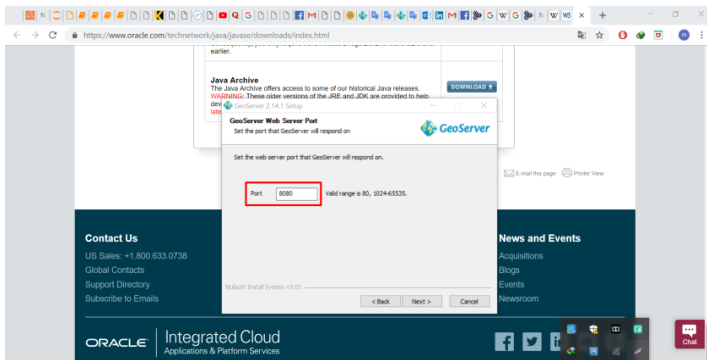 https://www.oracle.com/technetwork/java/javase/downloads/index.html
earlier.
Java Archive
The Java Archive offers access to some of our historical Java releases.
WARNING: These older versions of the JRE and JDK are provided to help
DOWNLOAD
GeoServer 2.14.1 Setup
GeoServer Web Server Port
Set the port that GeoServer will respond on
GeoServer
Set the web server port that GeoServer will respond on.
Port 8080 Valid range is 80, 1024-65535.
E-mail this page Printer View
Nullsoft Install System v3.01
< Back Next > Cancel
Contact Us
US Sales: +1.800.633.0738
Global Contacts
Support Directory
Subscribe to Emails
News and Events
Acquisitions
Blogs
Events
Newsroom
ORACLE
Integrated Cloud
Applications & Platform Services
Chat